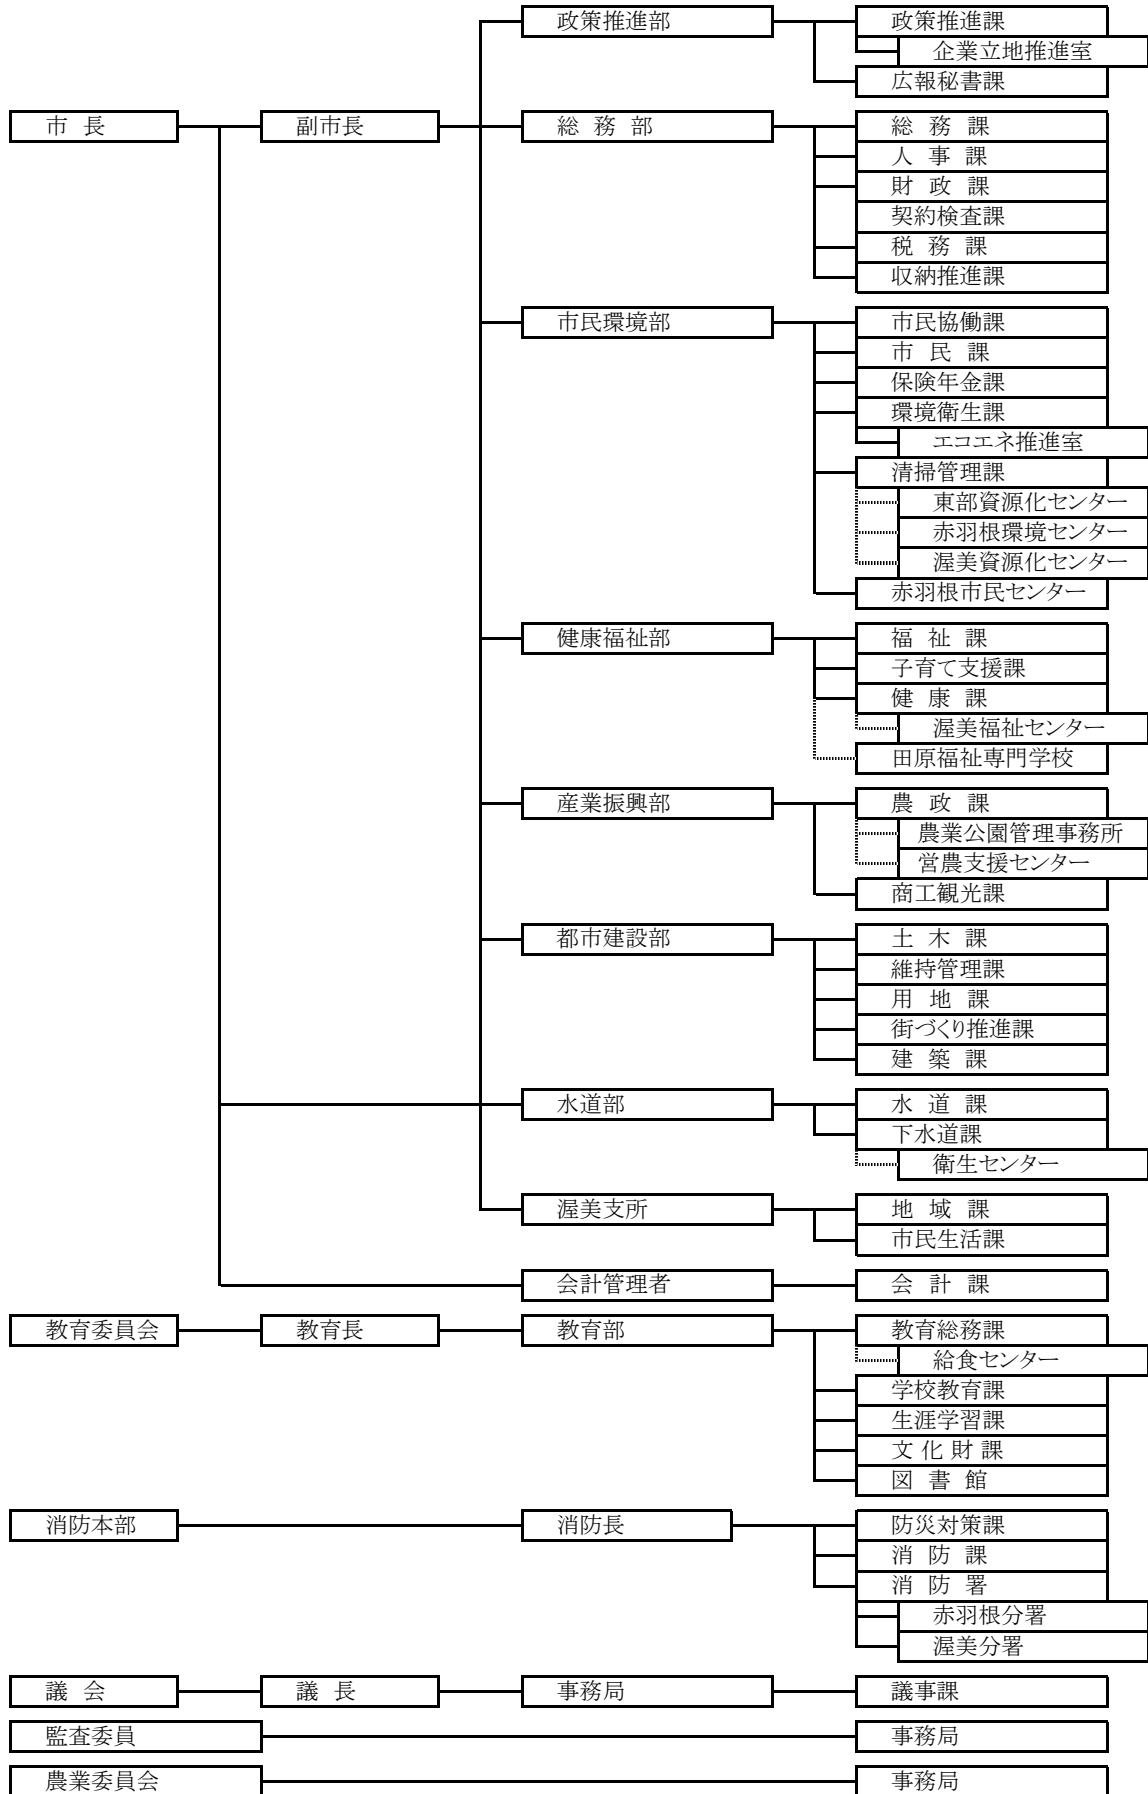 政策推進部 政策推進課
企業立地推進室
広報秘書課
市 長 副市長 総 務 部 総 務 課
人 事 課
財 政 課
契約検査課
税 務 課
収納推進課
市民環境部 市民協働課
市 民 課
保険年金課
環境衛生課
エコエネ推進室
清掃管理課
東部資源化センター
赤羽根環境センター
渥美資源化センター
赤羽根市民センター
健康福祉部 福 祉 課
子育て支援課
健 康 課
渥美福祉センター
田原福祉専門学校
産業振興部 農 政 課
農業公園管理事務所
営農支援センター
商工観光課
都市建設部 土 木 課
維持管理課
用 地 課
街づくり推進課
建 築 課
水道部 水 道 課
下水道課
衛生センター
渥美支所 地 域 課
市民生活課
会計管理者 会 計 課
教育委員会 教育長 教育部 教育総務課
給食センター
学校教育課
生涯学習課
文 化 財 課
図 書 館
消防本部 消防長 防災対策課
消 防 課
消 防 署
赤羽根分署
渥美分署
議 会 議 長 事務局 議事課
監査委員 事務局
農業委員会 事務局